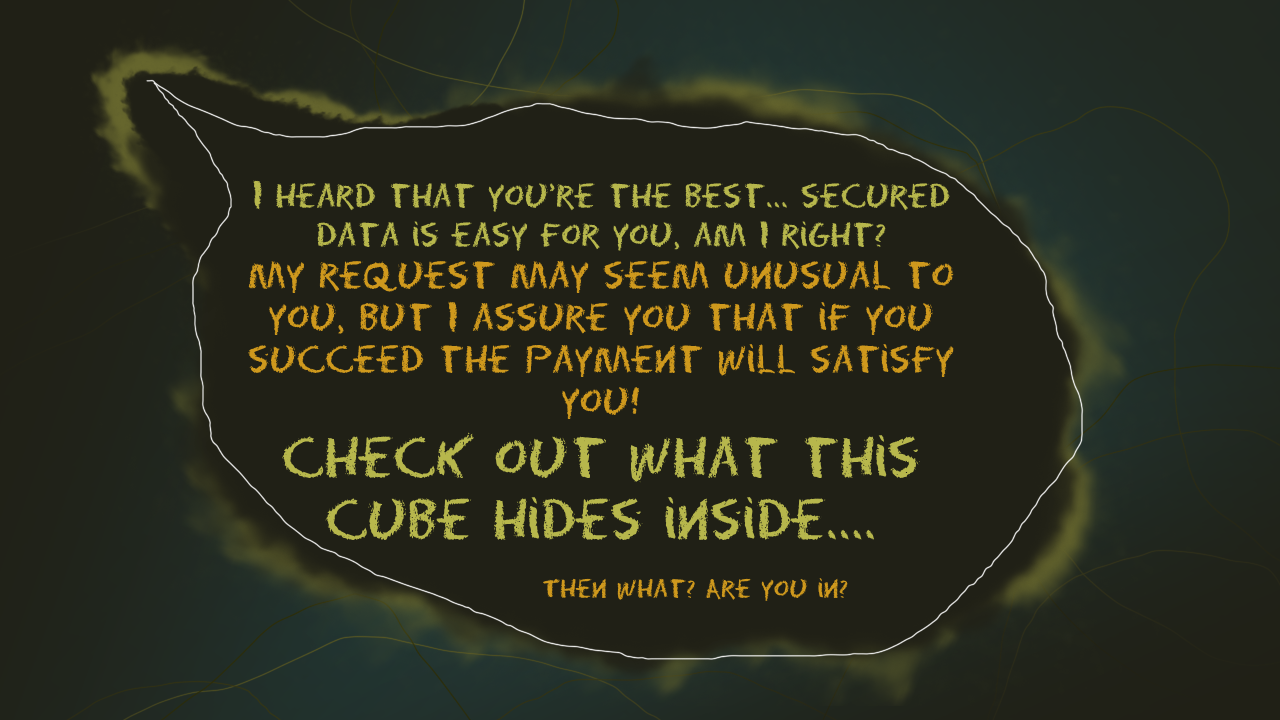 I HEARD THAT YOU'RE THE BEST... SECURED
DATA IS EASY FOR YOU, AM I RIGHT?
MY REQUEST MAY SEEM UNUSUAL TO
YOU, BUT I ASSURE YOU THAT IF YOU
SUCCEED THE PAYMENT WILL SATISFY
YOU!
CHECK OUT WHAT THIS
CUBE HIDES INSIDE....
THEN WHAT? ARE YOU IN?